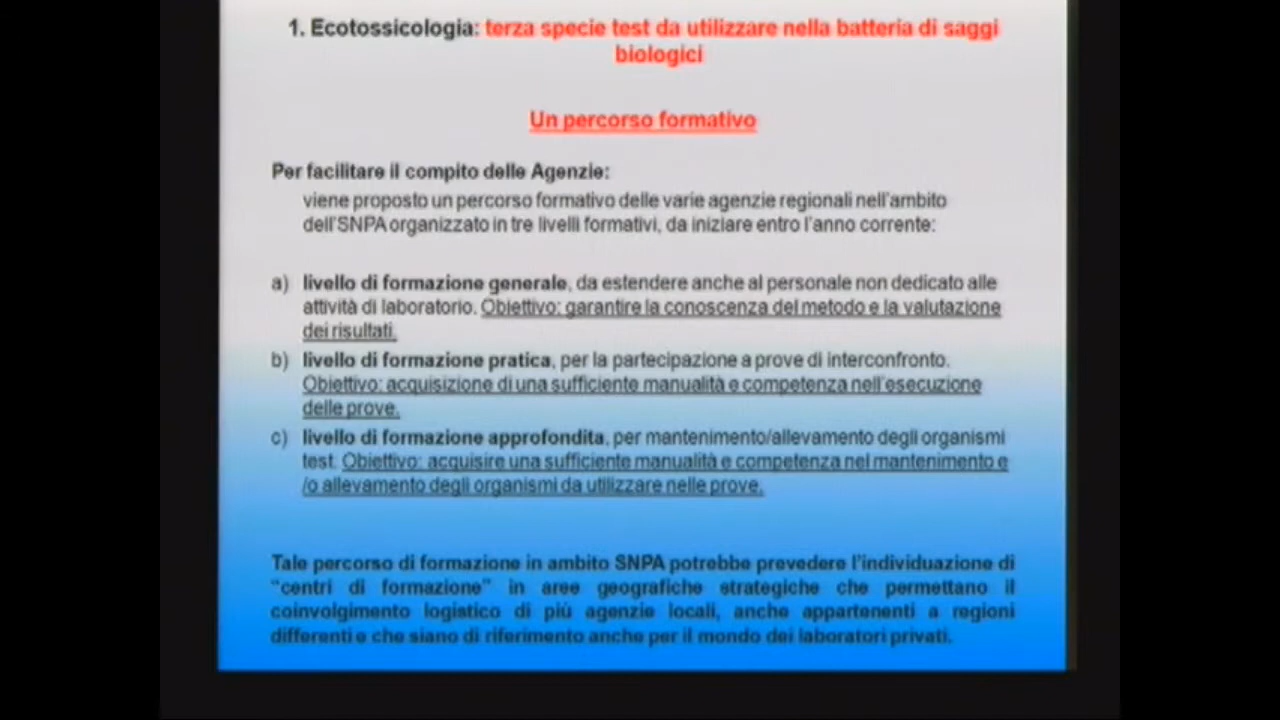 1. Ecotossicologia: terza specie test da utilizzare nella batteria di saggi
biologici
Un percorso formativo
Per facilitare il compito delle Agenzie:
viene proposto un percorso formativo delle varie agenzie regionali nell'ambito
dell'SNPA organizzato in tre livelli formativi, da iniziare entro l'anno corrente:
a) livello di formazione generale, da estendere anche al personale non dedicato alle
attività di laboratorio. Obiettivo: garantire la conoscenza del metodo e la valutazione
dei risultati.
b) livello di formazione pratica, per la partecipazione a prove di interconfronto.
Obiettivo: acquisizione di una sufficiente manualità e competenza nell'esecuzione
delle prove.
c) livello di formazione approfondita, per mantenimento/allevamento degli organismi
test. Obiettivo: acquisire una sufficiente manualità e competenza nel mantenimento e
/o allevamento degli organismi da utilizzare nelle prove.
Tale percorso di formazione in ambito SNPA potrebbe prevedere l'individuazione di
"centri di formazione" in aree geografiche strategiche che permettano il
coinvolgimento logistico di più agenzie locali, anche appartenenti a regioni
differenti e che siano di riferimento anche per il mondo dei laboratori privati.